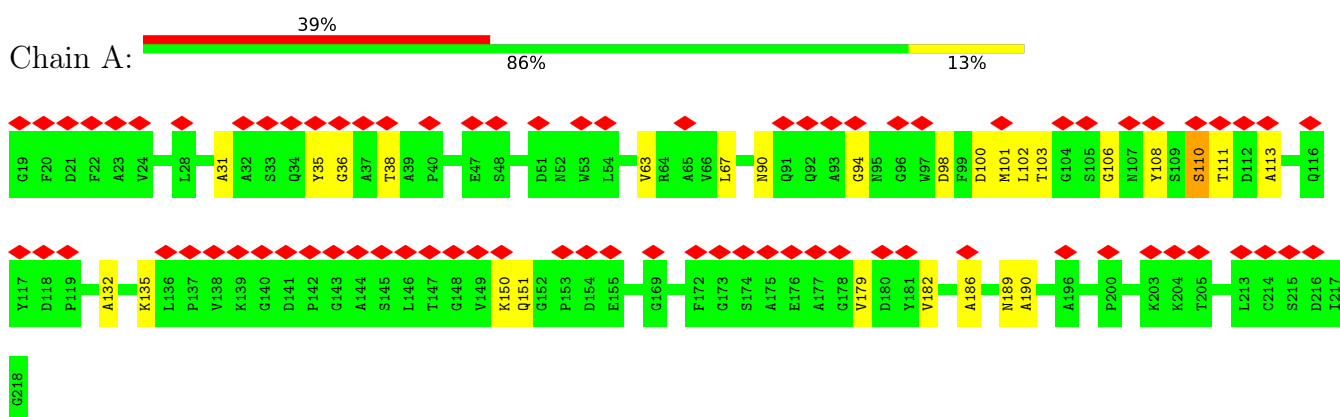 39%
Chain A:
86% 13%
G19 F20 D21 F22 A23 V24 L28 A31 A32 S33 Q34 Y35 G36 A37 T38 A39 P40 E47 S48 D51 N52 W53 L54 V63 R64 A65 V66 L67 N90 Q91 Q92 A93 G94 N95 G96 W97 D98 F99 D100 M101 L102 T103 G104 S105 G106 N107 Y108 S109 S110 T111 D112 A113 Q116
Y117 D118 P119 A132 K135 L136 P137 V138 K139 G140 D141 P142 G143 A144 S145 L146 T147 G148 V149 K150 Q151 G152 P153 D154 E155 G169 F172 G173 S174 A175 E176 A177 G178 V179 D180 Y181 V182 A186 N189 A190 A196 P200 K203 K204 T205 L213 C214 S215 D216 I217
G218